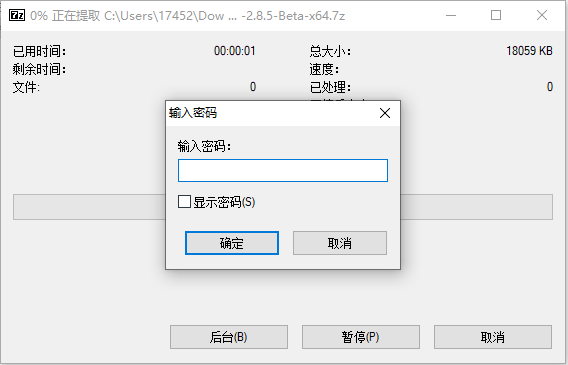 0% 正在提取 C:\Users\17452\Dow ... -2.8.5-Beta-x64.7z
已用时间: 00:00:01
总大小: 18059 KB
剩余时间:
速度:
文件: 0
已处理: 0
输入密码
输入密码:
显示密码(S)
确定 取消
后台(B) 暂停(P) 取消